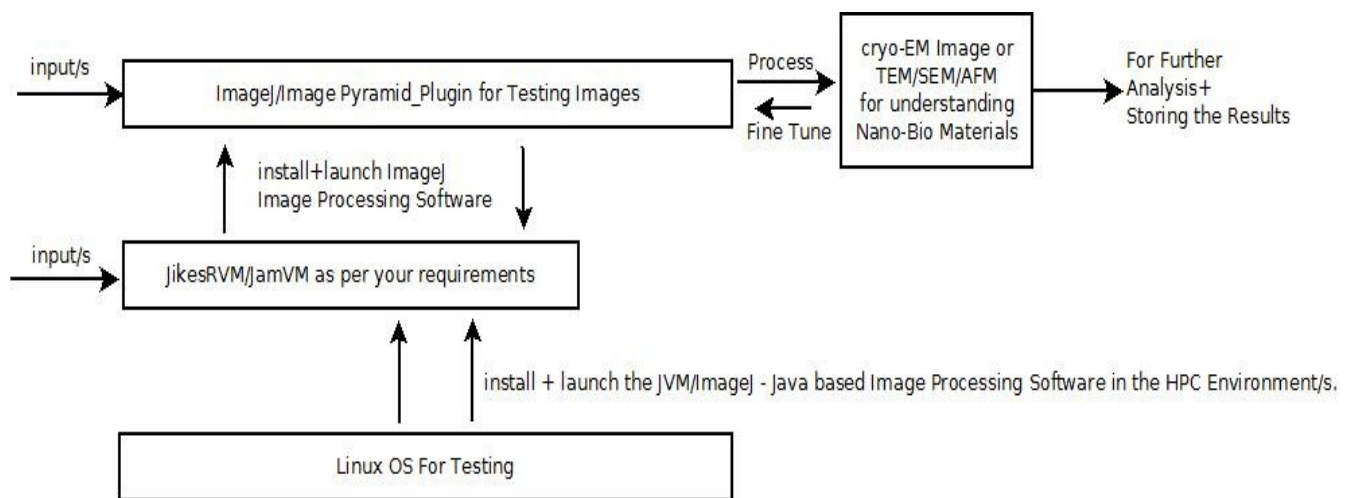 input/s
ImageJ/Image Pyramid_Plugin for Testing Images
Process
Fine Tune
cryo-EM Image or
TEM/SEM/AFM
for understanding
Nano-Bio Materials
For Further
Analysis+
Storing the Results
install+launch ImageJ
Image Processing Software
input/s
JikesRVM/JamVM as per your requirements
install + launch the JVM/ImageJ - Java based Image Processing Software in the HPC Environment/s.
Linux OS For Testing